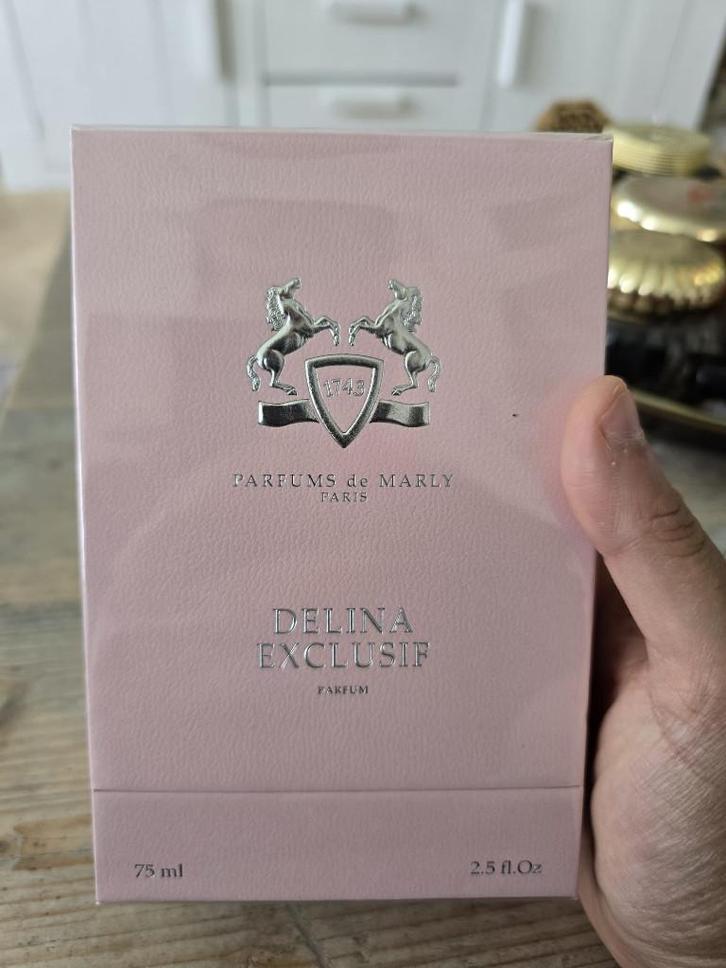 1743
PARFUMS de MARLY
PARIS
DELINA
EXCLUSIF
PARFUM
75 ml
2.5 fl.Oz